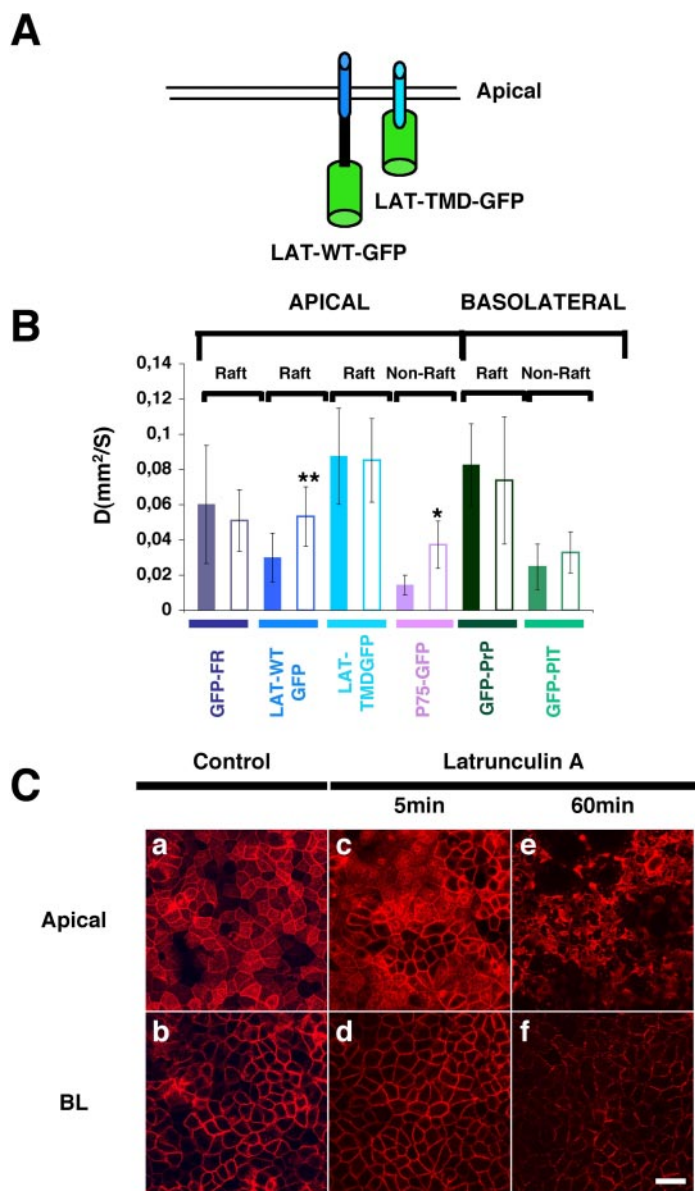 A
Apical
LAT-TMD-GFP
LAT-WT-GFP
B
APICAL BASOLATERAL
Raft Raft Raft Non-Raft Raft Non-Raft
D(mm²/S)
0,14
0,12
0,1
0,08
0,06
0,04
0,02
0
**
*
GFP-FR
LAT-WT
GFP
LAT-
TMDGFP
P75-GFP
GFP-PrP
GFP-PIT
C
Control Latrunculin A
5min 60min
Apical
a c e
BL
b d f